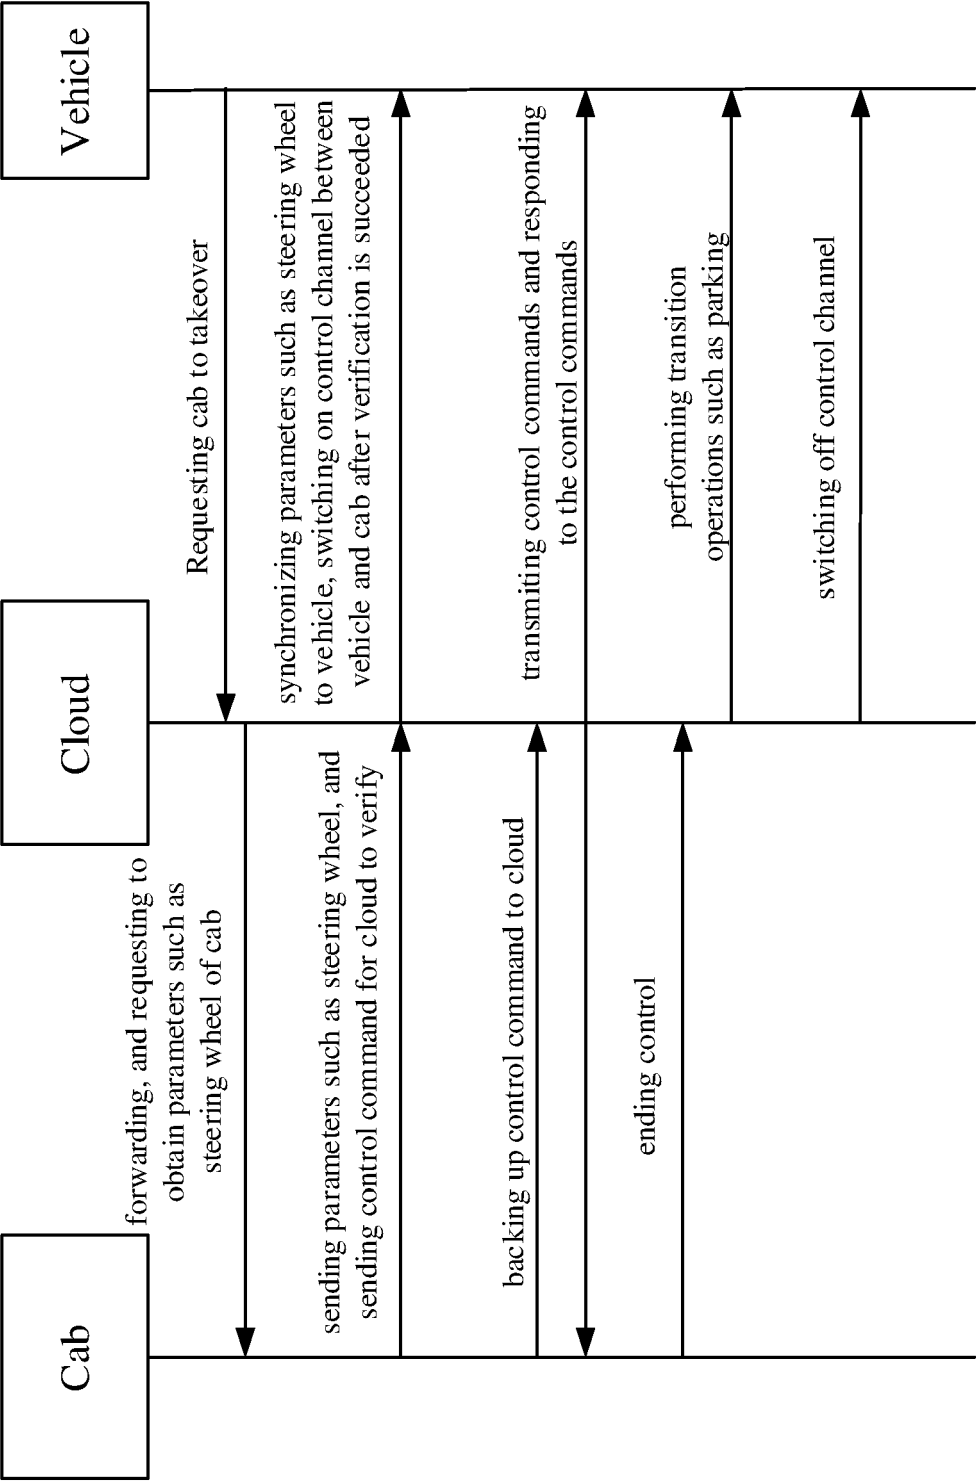 Cab
Cloud
Vehicle
Requesting cab to takeover
forwarding, and requesting to
obtain parameters such as
steering wheel of cab
sending parameters such as steering wheel, and
sending control command for cloud to verify
synchronizing parameters such as steering wheel
to vehicle, switching on control channel between
vehicle and cab after verification is succeeded
backing up control command to cloud
transmiting control commands and responding
to the control commands
ending control
performing transition
operations such as parking
switching off control channel